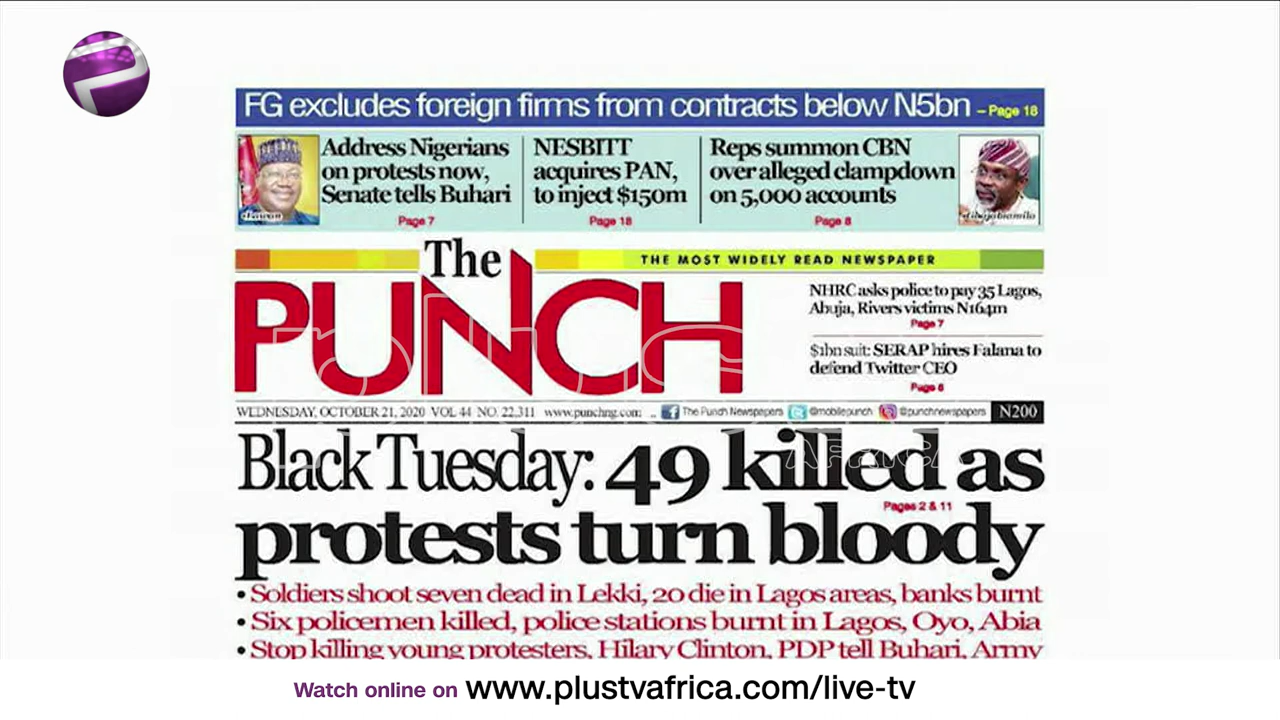 FG excludes foreign firms from contracts below N5bn – Page 18
Address Nigerians
on protests now,
Senate tells Buhari
Page 7
NESBITT
acquires PAN,
to inject $150m
Page 18
Reps summon CBN
over alleged clampdown
on 5,000 accounts
Page 8
•Lawan
•Gbajabiamila
The
PUNCH
THE MOST WIDELY READ NEWSPAPER
NHRC asks police to pay 35 Lagos,
Abuja, Rivers victims N164m
Page 7
$1bn suit: SERAP hires Falana to
defend Twitter CEO
Page 8
WEDNESDAY, OCTOBER 21, 2020 VOL 44 NO. 22,311 www.punchng.com The Punch Newspapers @mobilepunch @punchnewspapers N200
plus
AFRICA
Black Tuesday: 49 killed as
Pages 2 & 11
protests turn bloody
• Soldiers shoot seven dead in Lekki, 20 die in Lagos areas, banks burnt
• Six policemen killed, police stations burnt in Lagos, Oyo, Abia
• Stop killing young protesters, Hilary Clinton, PDP tell Buhari, Army
Watch online on www.plustvafrica.com/live-tv